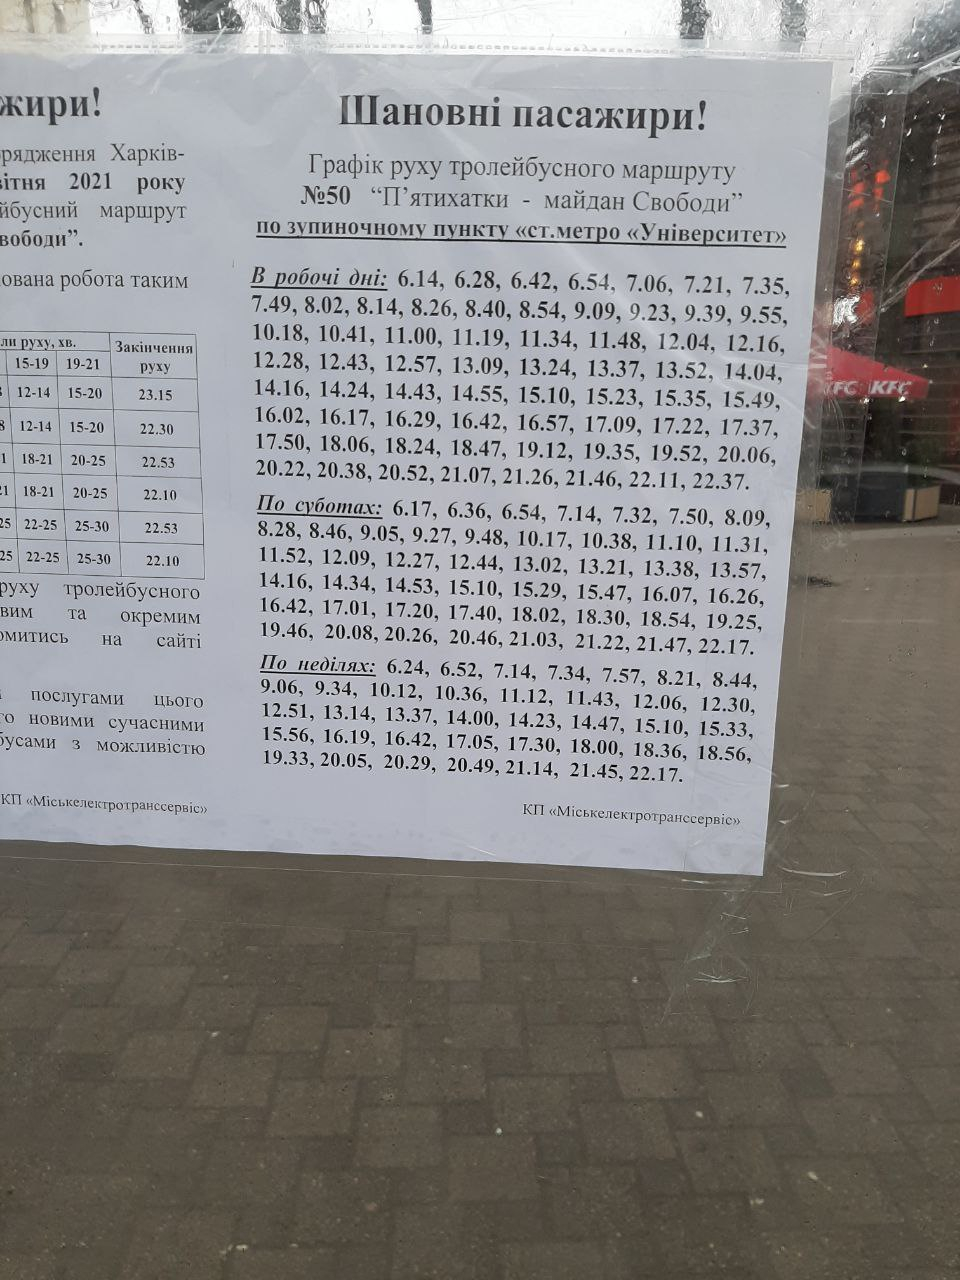 жири!
рядження Харків-
вітня 2021 року
йбусний маршрут
вободи”.
ована робота таким
ли руху, хв. Закінчення руху
15-19 19-21
12-14 15-20 23.15
12-14 15-20 22.30
18-21 20-25 22.53
18-21 20-25 22.10
22-25 25-30 22.53
22-25 25-30 22.10
руху тролейбусного
вим та окремим
омитись на сайті
послугами цього
го новими сучасними
бусами з можливістю
КП «Міськелектротранссервіс»
Шановні пасажири!
Графік руху тролейбусного маршруту
№50 “П’ятихатки - майдан Свободи”
по зупиночному пункту «ст.метро «Університет»
В робочі дні: 6.14, 6.28, 6.42, 6.54, 7.06, 7.21, 7.35,
7.49, 8.02, 8.14, 8.26, 8.40, 8.54, 9.09, 9.23, 9.39, 9.55,
10.18, 10.41, 11.00, 11.19, 11.34, 11.48, 12.04, 12.16,
12.28, 12.43, 12.57, 13.09, 13.24, 13.37, 13.52, 14.04,
14.16, 14.24, 14.43, 14.55, 15.10, 15.23, 15.35, 15.49,
16.02, 16.17, 16.29, 16.42, 16.57, 17.09, 17.22, 17.37,
17.50, 18.06, 18.24, 18.47, 19.12, 19.35, 19.52, 20.06,
20.22, 20.38, 20.52, 21.07, 21.26, 21.46, 22.11, 22.37.
По суботах: 6.17, 6.36, 6.54, 7.14, 7.32, 7.50, 8.09,
8.28, 8.46, 9.05, 9.27, 9.48, 10.17, 10.38, 11.10, 11.31,
11.52, 12.09, 12.27, 12.44, 13.02, 13.21, 13.38, 13.57,
14.16, 14.34, 14.53, 15.10, 15.29, 15.47, 16.07, 16.26,
16.42, 17.01, 17.20, 17.40, 18.02, 18.30, 18.54, 19.25,
19.46, 20.08, 20.26, 20.46, 21.03, 21.22, 21.47, 22.17.
По неділях: 6.24, 6.52, 7.14, 7.34, 7.57, 8.21, 8.44,
9.06, 9.34, 10.12, 10.36, 11.12, 11.43, 12.06, 12.30,
12.51, 13.14, 13.37, 14.00, 14.23, 14.47, 15.10, 15.33,
15.56, 16.19, 16.42, 17.05, 17.30, 18.00, 18.36, 18.56,
19.33, 20.05, 20.29, 20.49, 21.14, 21.45, 22.17.
КП «Міськелектротранссервіс»
KFC KFC